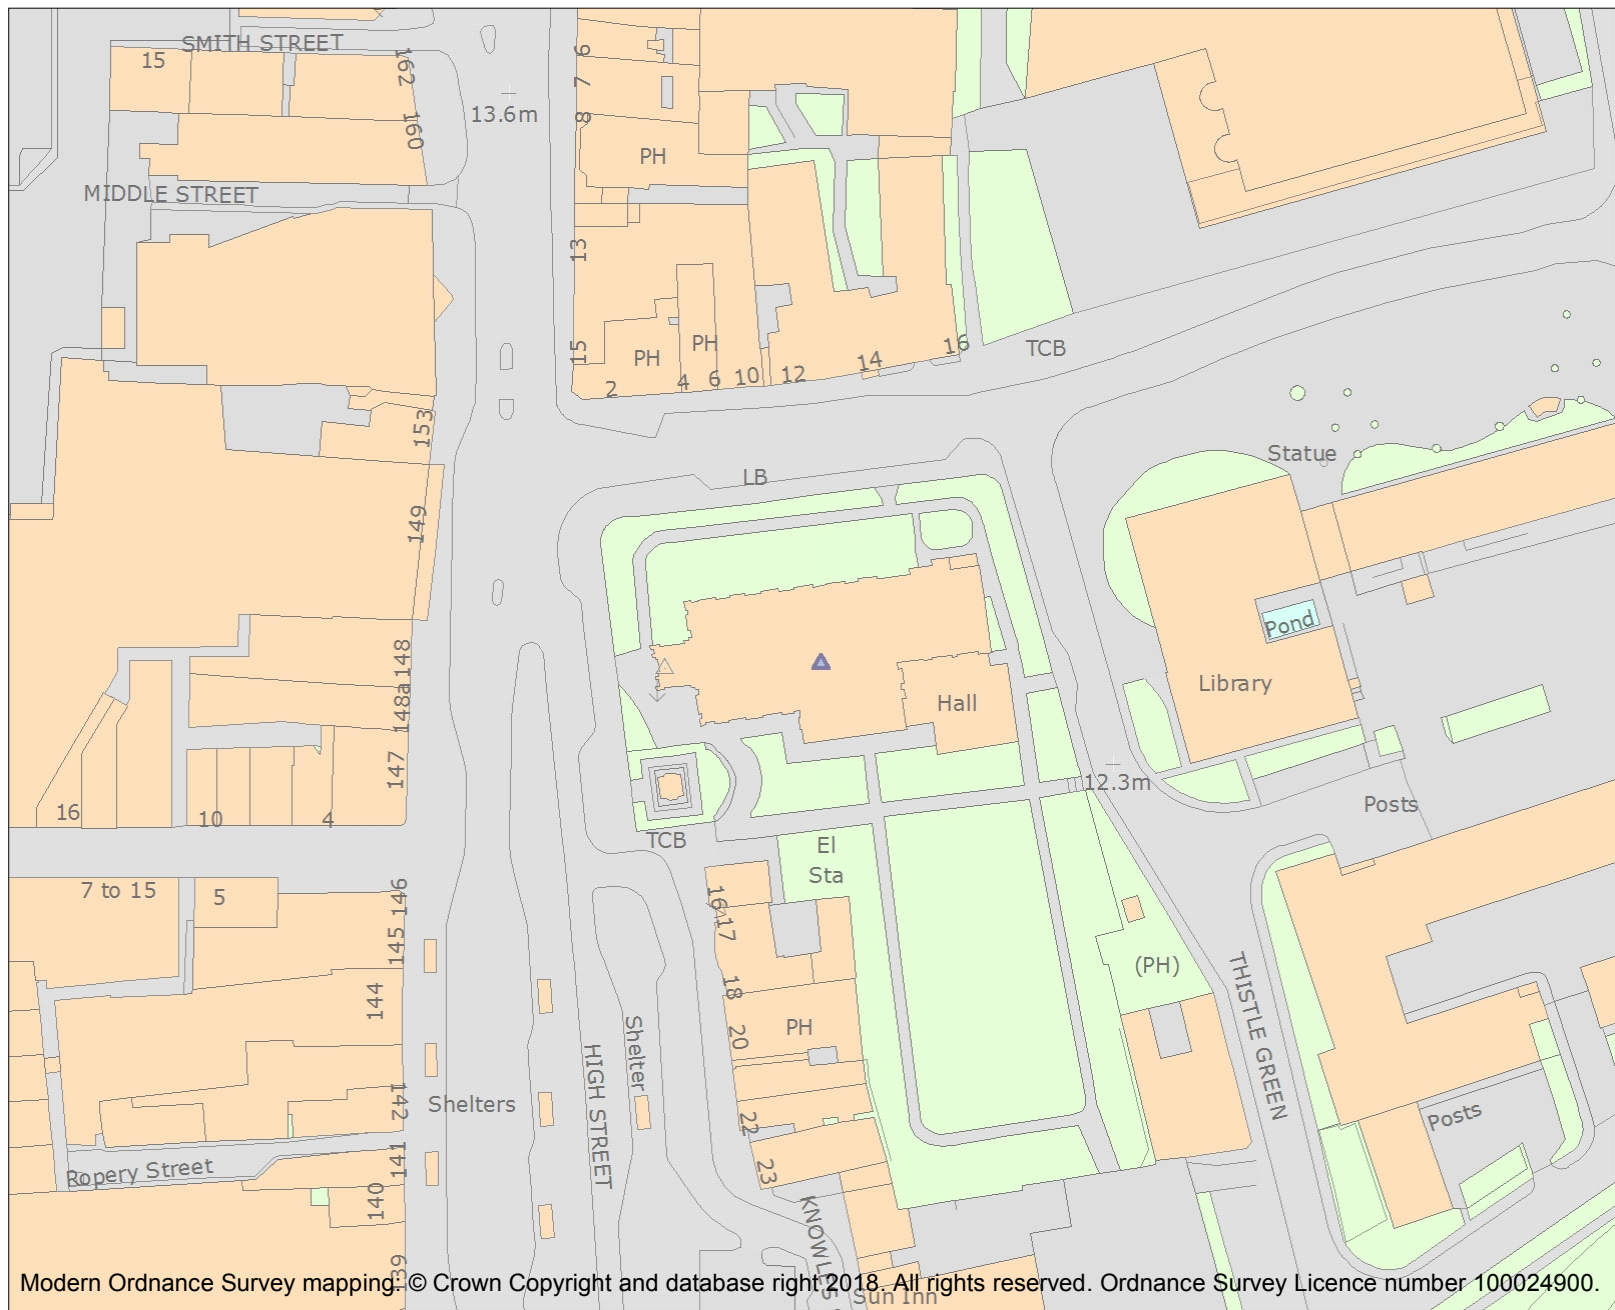 SMITH STREET
15
162
6
7
13.6m
8
160
PH
MIDDLE STREET
13
15
PH
PH
16
TCB
14
12
10
6
4
2
153
Statue
LB
149
Pond
148
Library
148a
Hall
147
12.3m
16
10
4
Posts
TCB
El
Sta
7 to 15
5
146
16
17
145
(PH)
144
18
THISTLE GREEN
20
PH
Shelter
HIGH STREET
142
Shelters
22
Posts
141
Ropery Street
23
140
KNOWLES
139
Modern Ordnance Survey mapping. © Crown Copyright and database right 2018. All rights reserved. Ordnance Survey Licence number 100024900.
Sun Inn